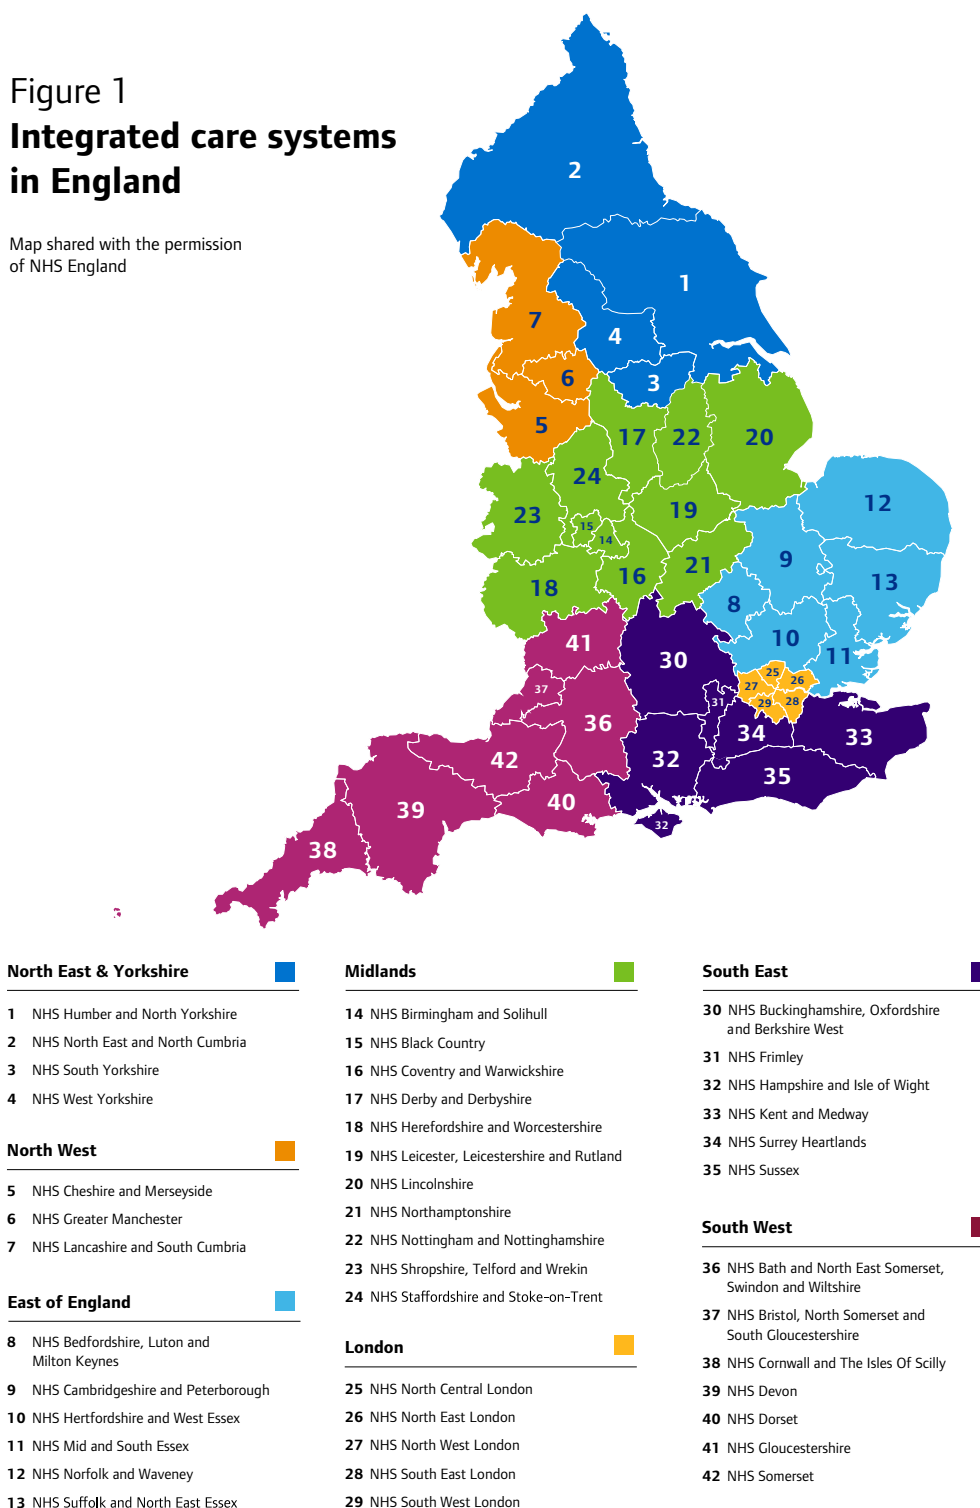 Figure 1
Integrated care systems
in England
Map shared with the permission
of NHS England
2
1
7
4
6
3
5
17
22
20
24
23
19
12
15
14
9
21
16
13
18
8
10
41
11
30
25
26
27
37
31
29
28
36
34
33
42
32
35
40
39
32
38
North East & Yorkshire
1 NHS Humber and North Yorkshire
2 NHS North East and North Cumbria
3 NHS South Yorkshire
4 NHS West Yorkshire
North West
5 NHS Cheshire and Merseyside
6 NHS Greater Manchester
7 NHS Lancashire and South Cumbria
East of England
8 NHS Bedfordshire, Luton and
Milton Keynes
9 NHS Cambridgeshire and Peterborough
10 NHS Hertfordshire and West Essex
11 NHS Mid and South Essex
12 NHS Norfolk and Waveney
13 NHS Suffolk and North East Essex
Midlands
14 NHS Birmingham and Solihull
15 NHS Black Country
16 NHS Coventry and Warwickshire
17 NHS Derby and Derbyshire
18 NHS Herefordshire and Worcestershire
19 NHS Leicester, Leicestershire and Rutland
20 NHS Lincolnshire
21 NHS Northamptonshire
22 NHS Nottingham and Nottinghamshire
23 NHS Shropshire, Telford and Wrekin
24 NHS Staffordshire and Stoke-on-Trent
London
25 NHS North Central London
26 NHS North East London
27 NHS North West London
28 NHS South East London
29 NHS South West London
South East
30 NHS Buckinghamshire, Oxfordshire
and Berkshire West
31 NHS Frimley
32 NHS Hampshire and Isle of Wight
33 NHS Kent and Medway
34 NHS Surrey Heartlands
35 NHS Sussex
South West
36 NHS Bath and North East Somerset,
Swindon and Wiltshire
37 NHS Bristol, North Somerset and
South Gloucestershire
38 NHS Cornwall and The Isles Of Scilly
39 NHS Devon
40 NHS Dorset
41 NHS Gloucestershire
42 NHS Somerset